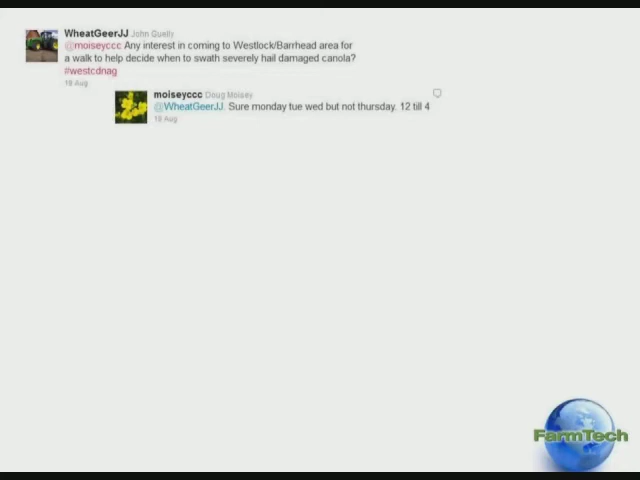 WheatGeerJJ John Guelly
@moiseyccc Any interest in coming to Westlock/Barrhead area for
a walk to help decide when to swath severely hail damaged canola?
#westcdnag
19 Aug
moiseyccc Doug Moisey
@WheatGeerJJ. Sure monday tue wed but not thursday. 12 till 4
19 Aug
FarmTech